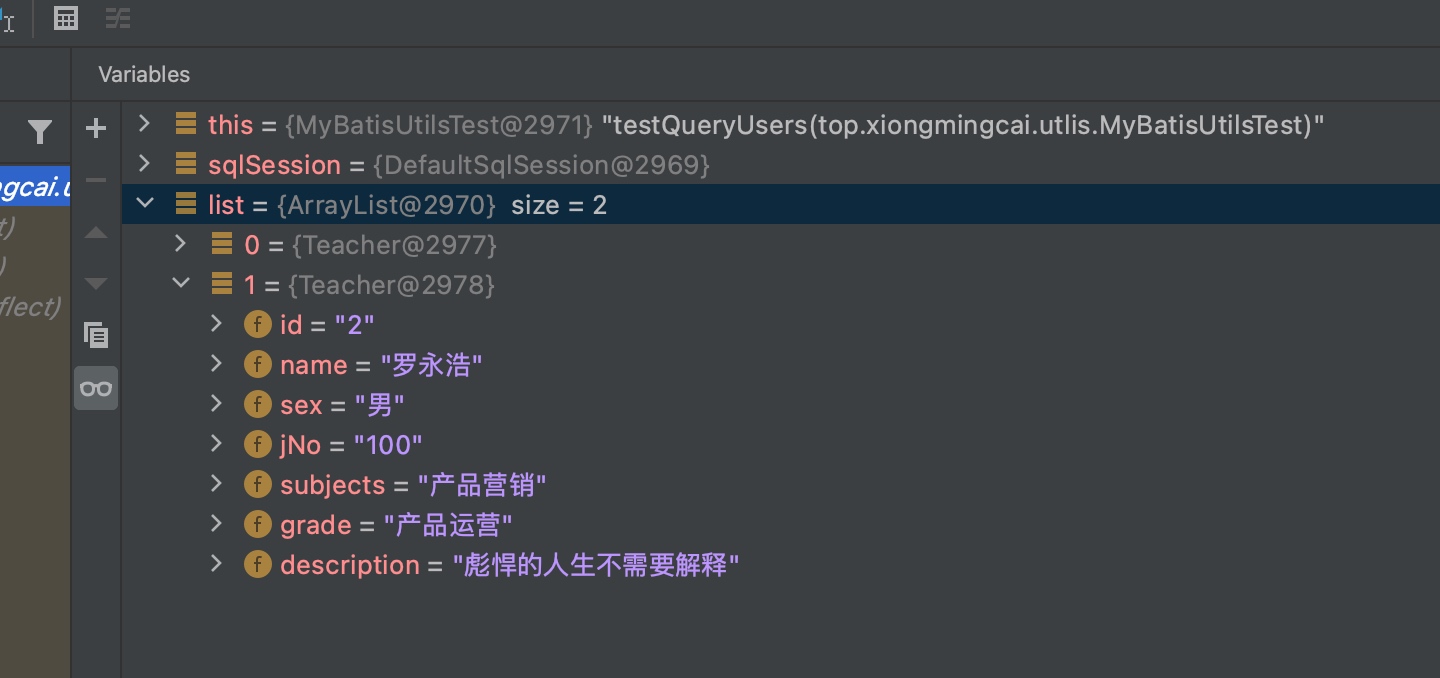 Variables
this = {MyBatisUtilsTest@2971} "testQueryUsers(top.xiongmingcai.utlis.MyBatisUtilsTest)"
sqlSession = {DefaultSqlSession@2969}
list = {ArrayList@2970} size = 2
0 = {Teacher@2977}
1 = {Teacher@2978}
f id = "2"
f name = "罗永浩"
f sex = "男"
f jNo = "100"
f subjects = "产品营销"
f grade = "产品运营"
f description = "彪悍的人生不需要解释"
gcai.u
t)
)
flect)